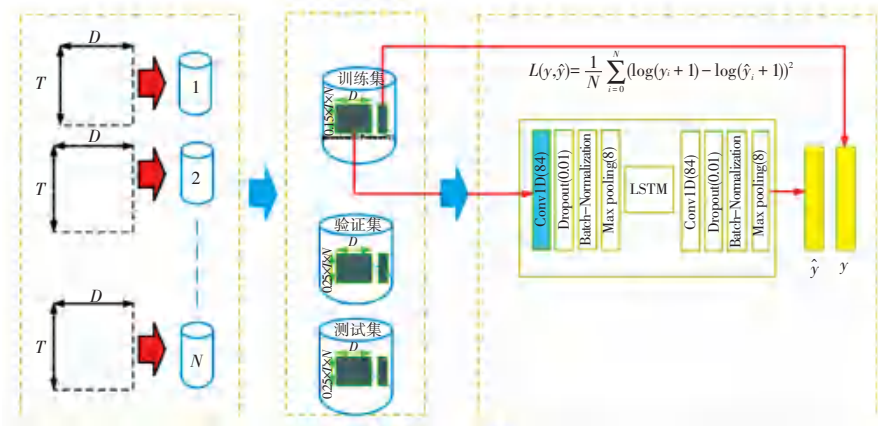 D
T
1
D
T
2
D
T
N
训练集
D
0.15×T×N
验证集
D
0.25×T×N
测试集
D
0.25×T×N
L(y,ŷ)= 1/N ∑_{i=0}^{N} (log(y_i+1)−log(ŷ_i+1))²
Conv1D(84)
Dropout(0.01)
Batch−Normalization
Max pooling(8)
LSTM
Conv1D(84)
Dropout(0.01)
Batch−Nomalization
Max pooling(8)
ŷ
y